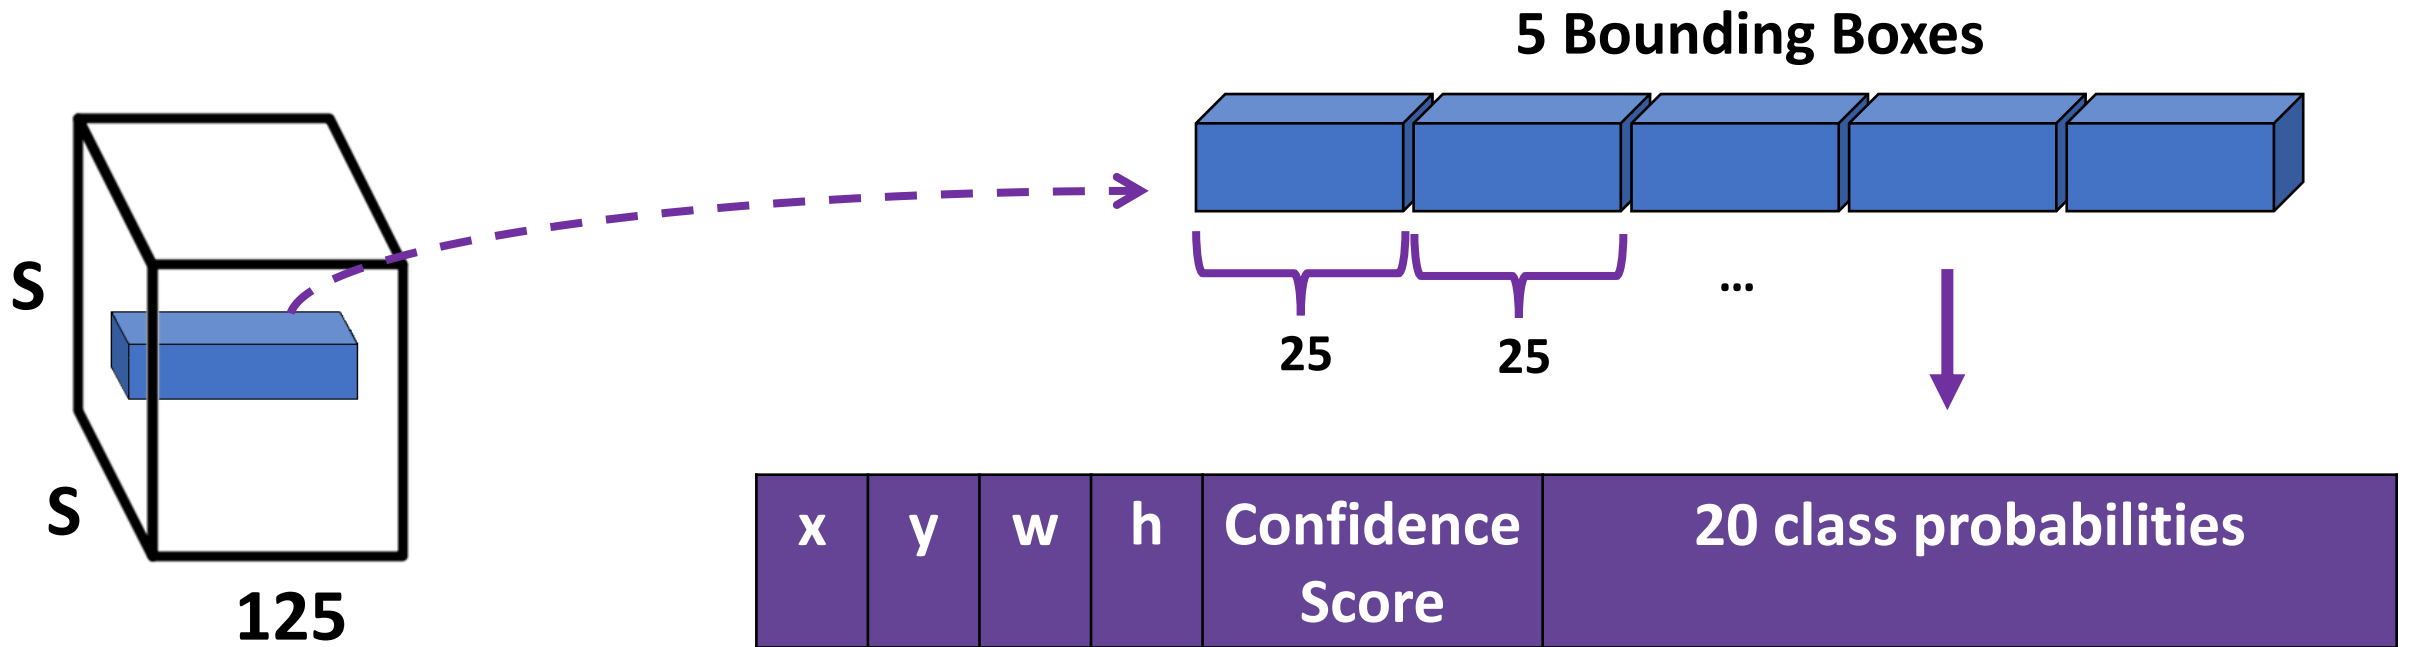 5 Bounding Boxes
S
S
125
25
25
...
x
y
w
h
Confidence
Score
20 class probabilities